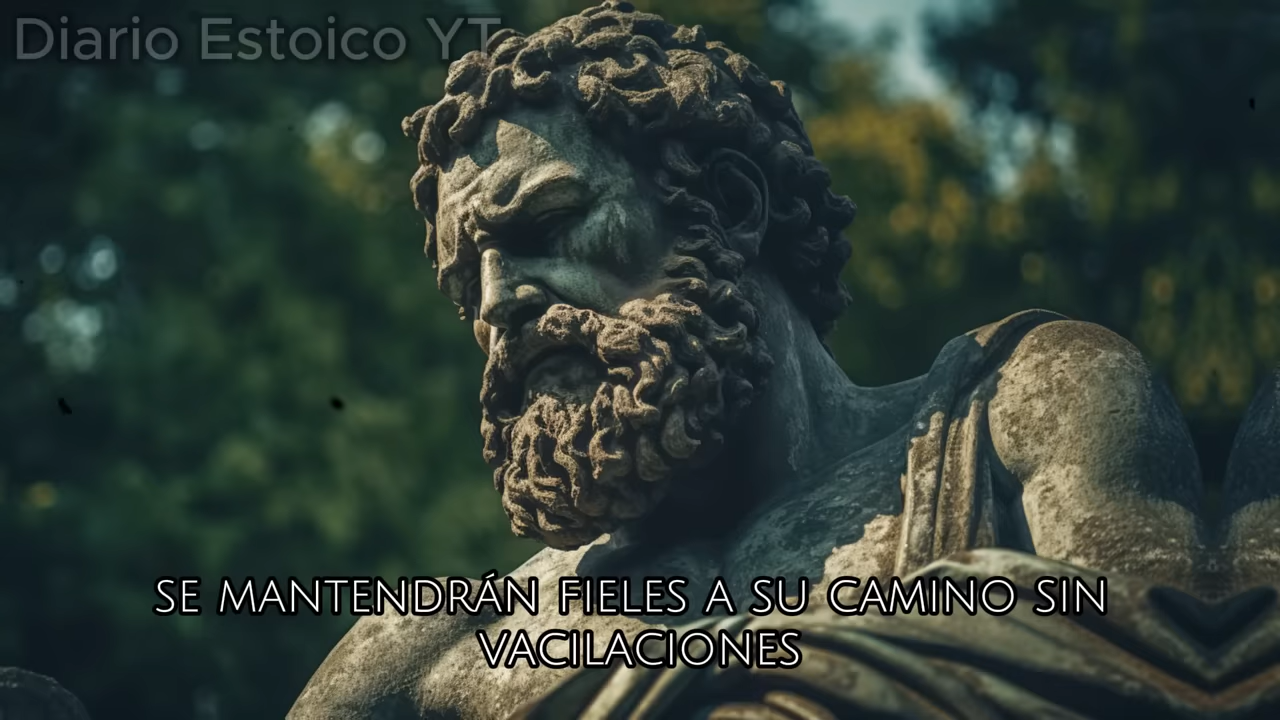 Diario Estoico YT
SE MANTENDRÁN FIELES A SU CAMINO SIN
VACILACIONES